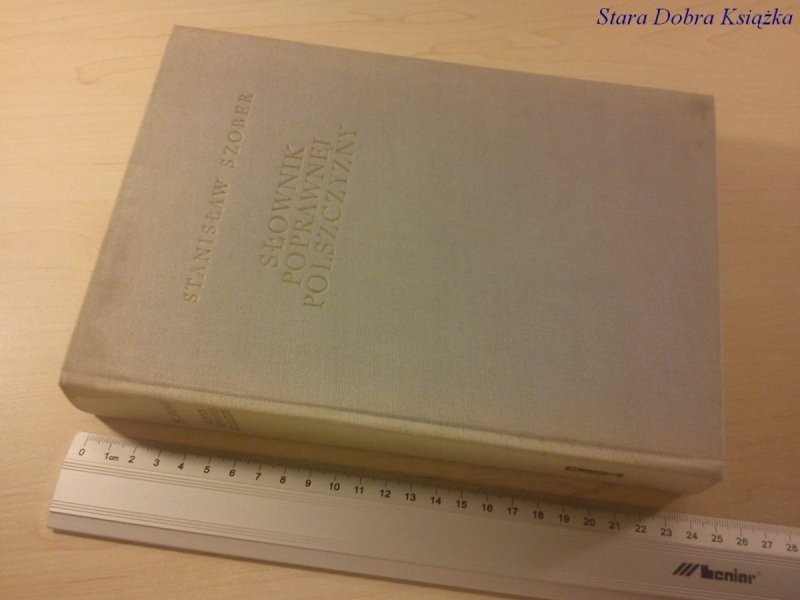 Stara Dobra Książka
STANISŁAW SZOBER
SŁOWNIK
POPRAWNEJ
POLSZCZYZNY
0 1cm 2 3 4 5 6 7 8 9 10 11 12 13 14 15 16 17 18 19 20 21 22 23 24 25 26 27 28
leniar